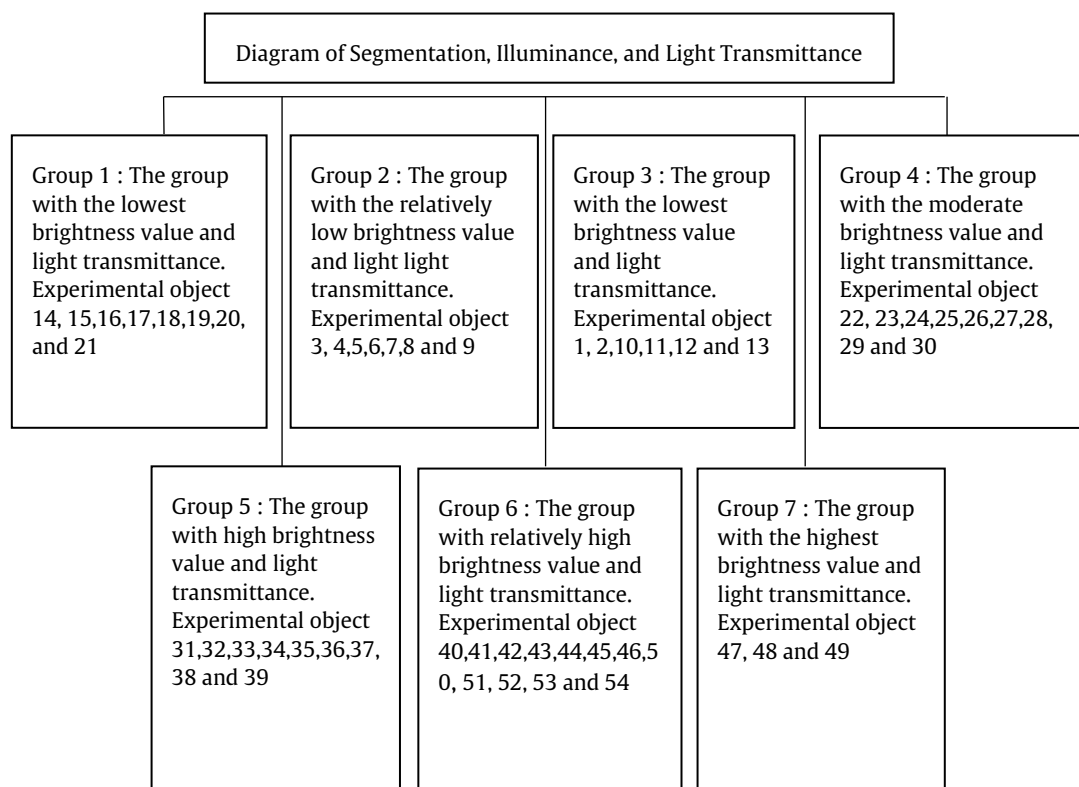 Diagram of Segmentation, Illuminance, and Light Transmittance
Group 1 : The group
with the lowest
brightness value and
light transmittance.
Experimental object
14, 15,16,17,18,19,20,
and 21
Group 2 : The group
with the relatively
low brightness value
and light light
transmittance.
Experimental object
3, 4,5,6,7,8 and 9
Group 3 : The group
with the lowest
brightness value
and light
transmittance.
Experimental object
1, 2,10,11,12 and 13
Group 4 : The group
with the moderate
brightness value and
light transmittance.
Experimental object
22, 23,24,25,26,27,28,
29 and 30
Group 5 : The group
with high brightness
value and light
transmittance.
Experimental object
31,32,33,34,35,36,37,
38 and 39
Group 6 : The group
with relatively high
brightness value and
light transmittance.
Experimental object
40,41,42,43,44,45,46,5
0, 51, 52, 53 and 54
Group 7 : The group
with the highest
brightness value and
light transmittance.
Experimental object
47, 48 and 49